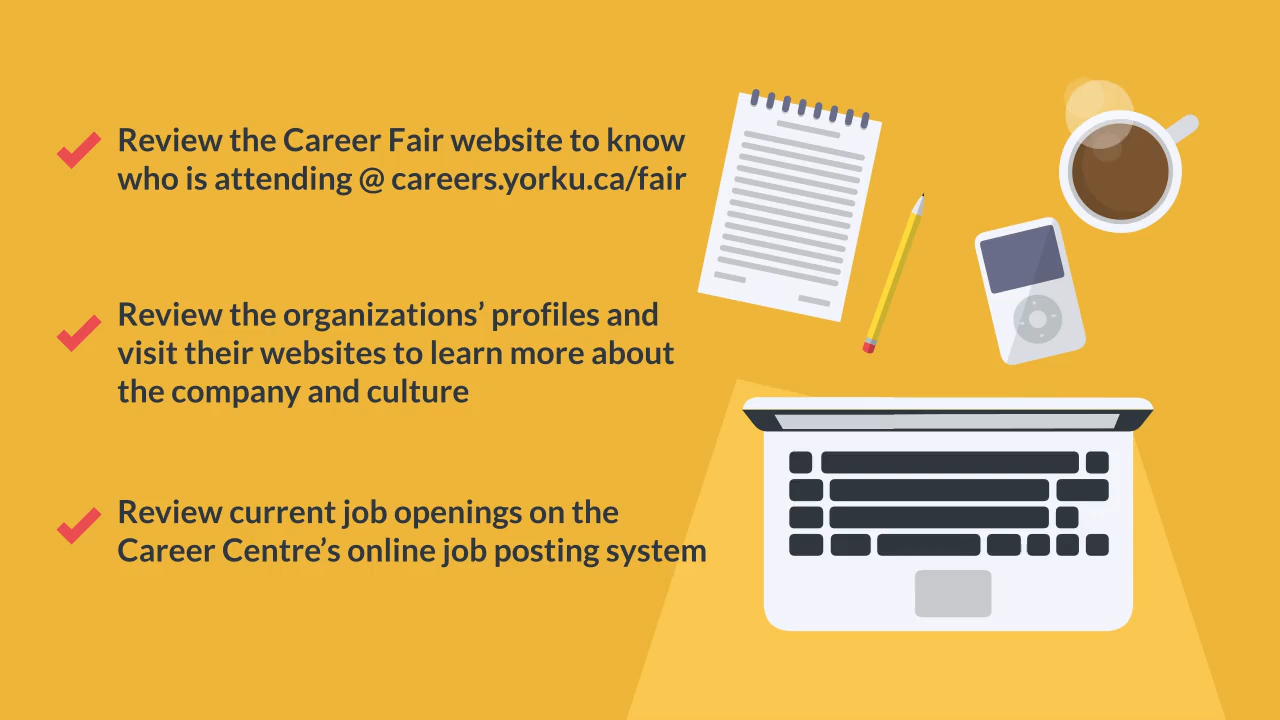 Review the Career Fair website to know
who is attending @ careers.yorku.ca/fair
Review the organizations’ profiles and
visit their websites to learn more about
the company and culture
Review current job openings on the
Career Centre’s online job posting system